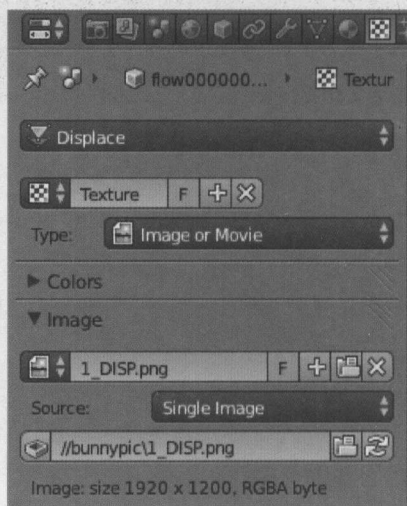 flow000000... Textur
Displace
Texture F
Type: Image or Movie
Colors
Image
1_DISP.png F
Source: Single Image
//bunnypic\1_DISP.png
Image: size 1920 x 1200, RGBA byte